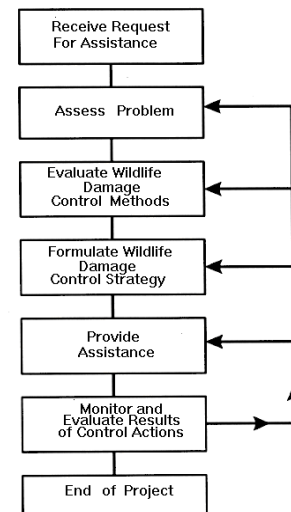 Receive Request
For Assistance
Assess Problem
Evaluate Wildlife
Damage
Control Methods
Formulate Wildlife
Damage
Control Strategy
Provide
Assistance
Monitor and
Evaluate Results
of Control Actions
End of Project